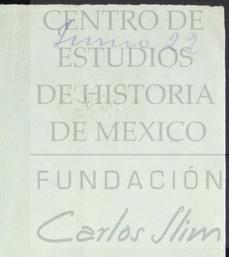 CENTRO DE
Junio 22
ESTUDIOS
DE HISTORIA
DE MEXICO
FUNDACIÓN
Carlos Slim